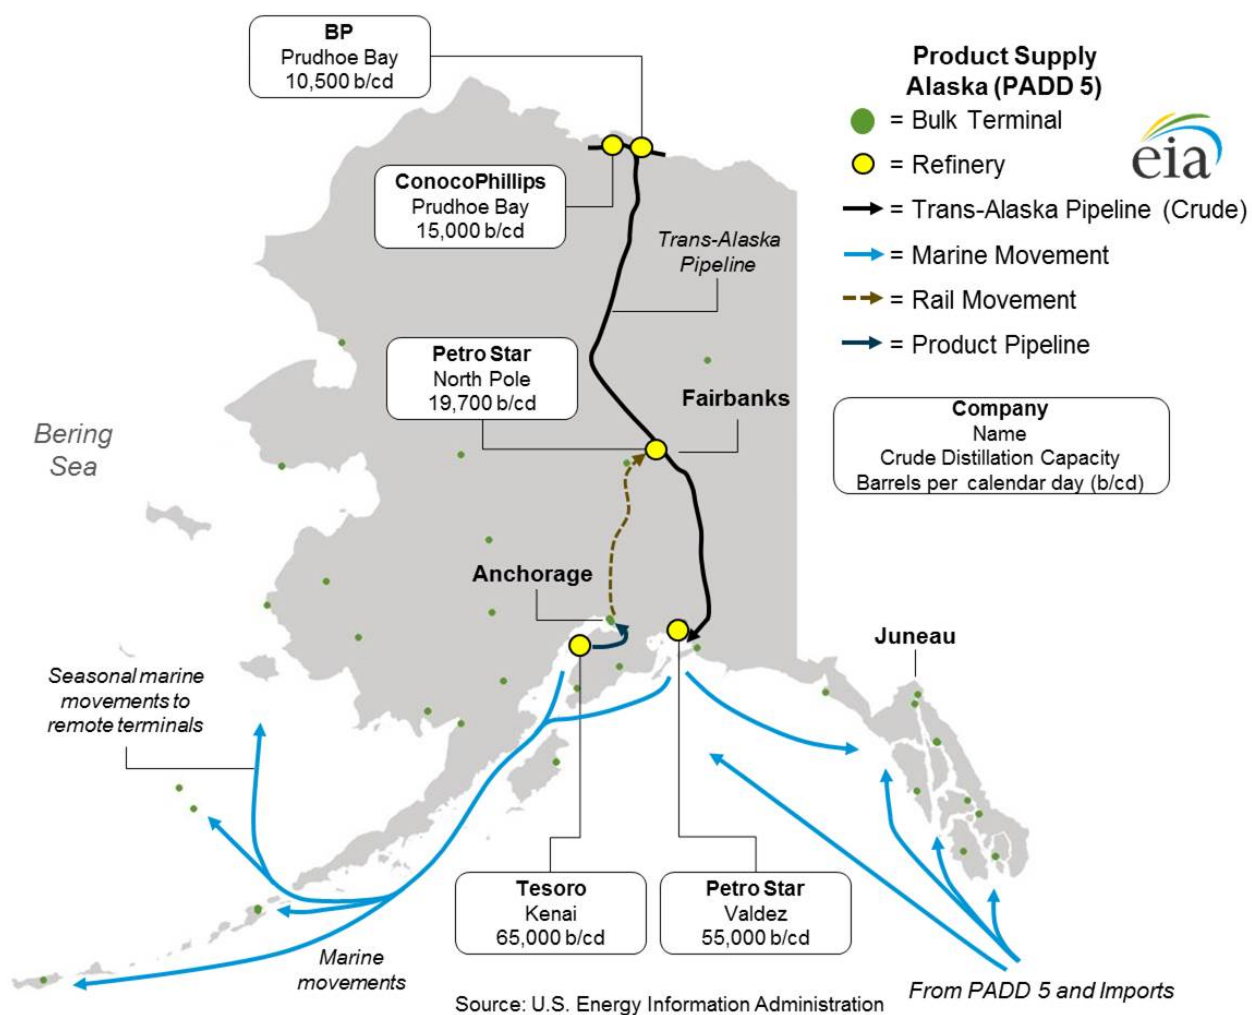 BP
Prudhoe Bay
10,500 b/cd
Product Supply
Alaska (PADD 5)
= Bulk Terminal
= Refinery
= Trans-Alaska Pipeline (Crude)
= Marine Movement
= Rail Movement
= Product Pipeline
eia
ConocoPhillips
Prudhoe Bay
15,000 b/cd
Trans-Alaska
Pipeline
Petro Star
North Pole
19,700 b/cd
Fairbanks
Company
Name
Crude Distillation Capacity
Barrels per calendar day (b/cd)
Bering
Sea
Anchorage
Juneau
Seasonal marine
movements to
remote terminals
Tesoro
Kenai
65,000 b/cd
Petro Star
Valdez
55,000 b/cd
Marine
movements
From PADD 5 and Imports
Source: U.S. Energy Information Administration